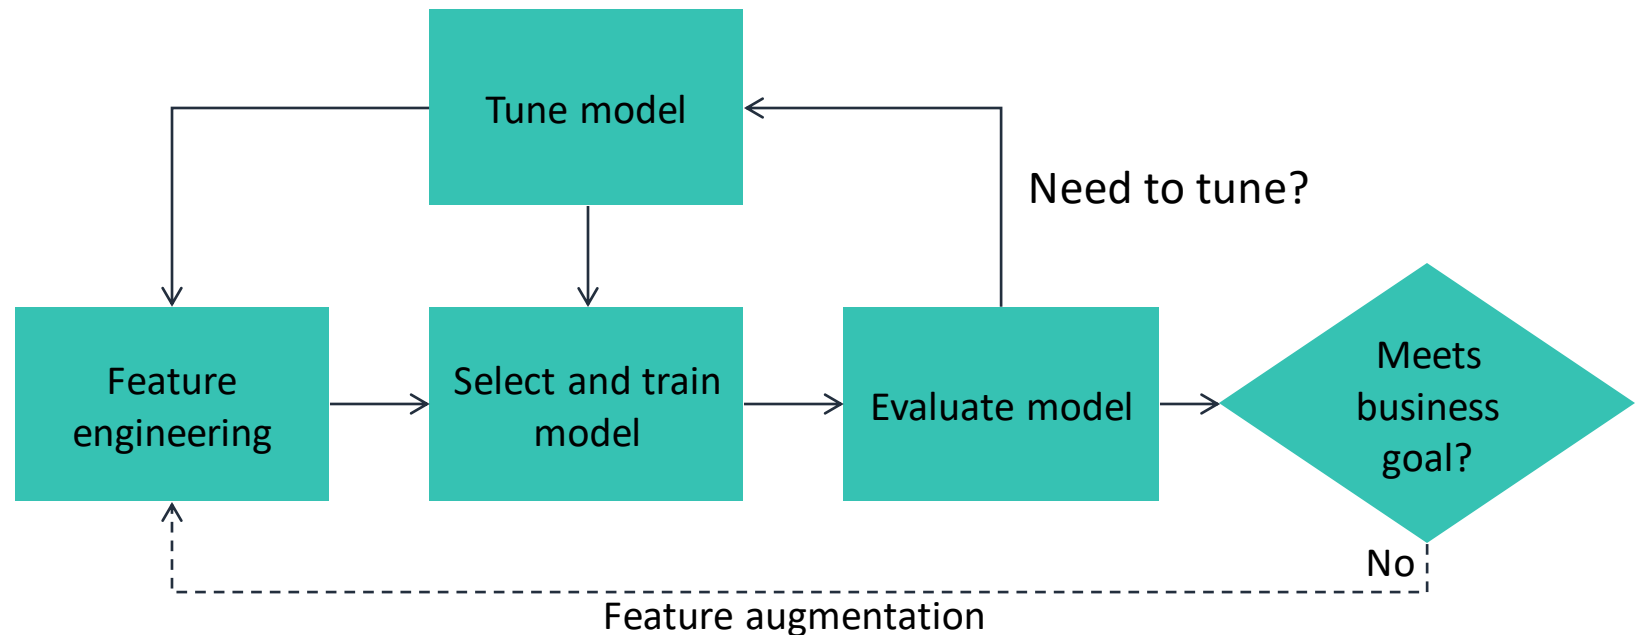 Tune model
Need to tune?
Feature
engineering
Select and train
model
Evaluate model
Meets
business
goal?
No
Feature augmentation